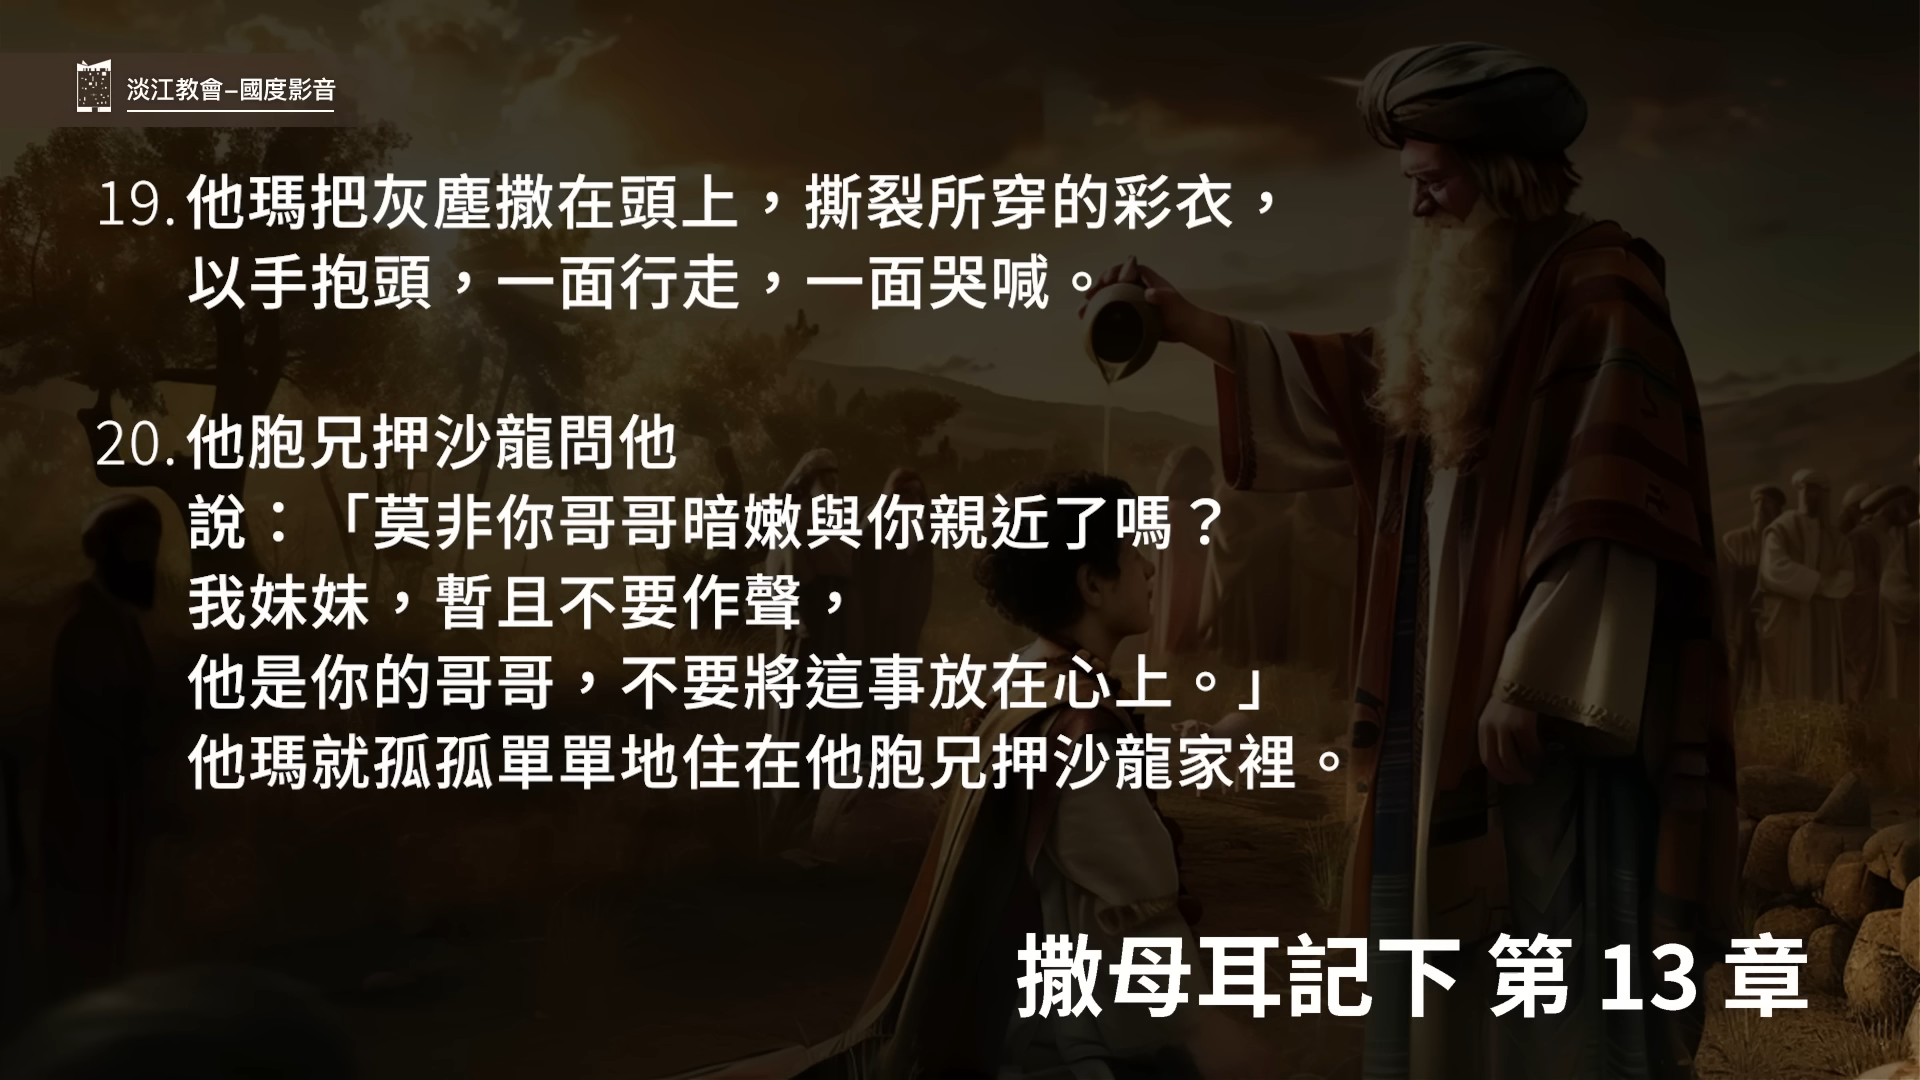 淡江教會–國度影音
19.他瑪把灰塵撒在頭上，撕裂所穿的彩衣，
以手抱頭，一面行走，一面哭喊。
20.他胞兄押沙龍問他
說：「莫非你哥哥暗嫩與你親近了嗎？
我妹妹，暫且不要作聲，
他是你的哥哥，不要將這事放在心上。」
他瑪就孤孤單單地住在他胞兄押沙龍家裡。
撒母耳記下 第 13 章